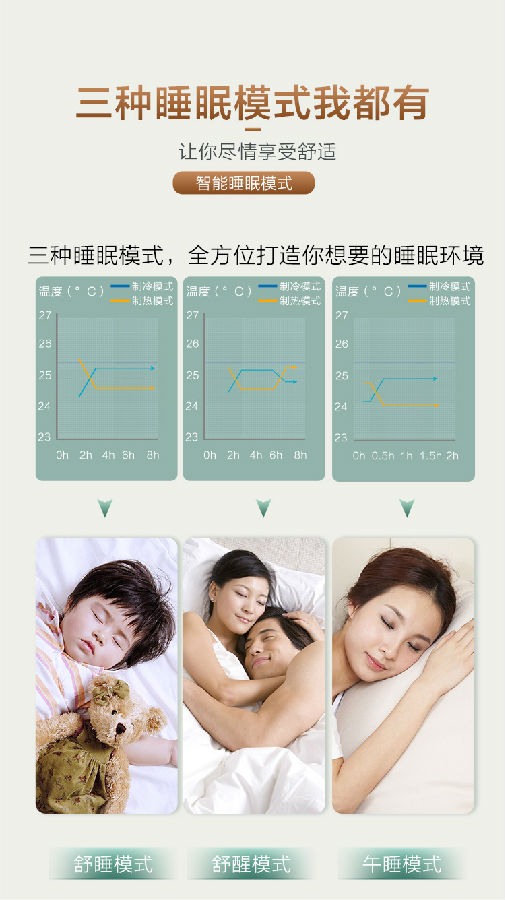 三种睡眠模式我都有
让你尽情享受舒适
智能睡眠模式
三种睡眠模式，全方位打造你想要的睡眠环境
温度(°C) 制冷模式
制热模式
27
26
25
24
23
0h 2h 4h 6h 8h
温度(°C) 制冷模式
制热模式
27
26
25
24
23
0h 2h 4h 6h 8h
温度(°C) 制冷模式
制热模式
27
26
25
24
23
0h 0.5h 1h 1.5h 2h
舒睡模式
舒醒模式
午睡模式